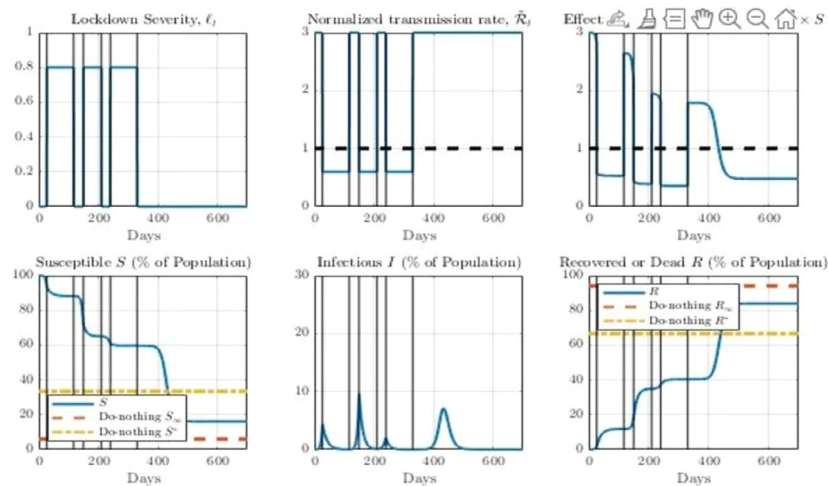 Lockdown Severity, ℓₜ
1
0.8
0.6
0.4
0.2
0
0 200 400 600
Days
Normalized transmission rate, R̂ₜ
3
2
1
0
0 200 400 600
Days
Effect × S
3
2
1
0
0 200 400 600
Days
Susceptible S (% of Population)
100
80
60
40
20
0
S
Do-nothing S∞
Do-nothing S*
0 200 400 600
Days
Infectious I (% of Population)
30
20
10
0
0 200 400 600
Days
Recovered or Dead R (% of Population)
100
80
60
40
20
0
R
Do-nothing R∞
Do-nothing R*
0 200 400 600
Days